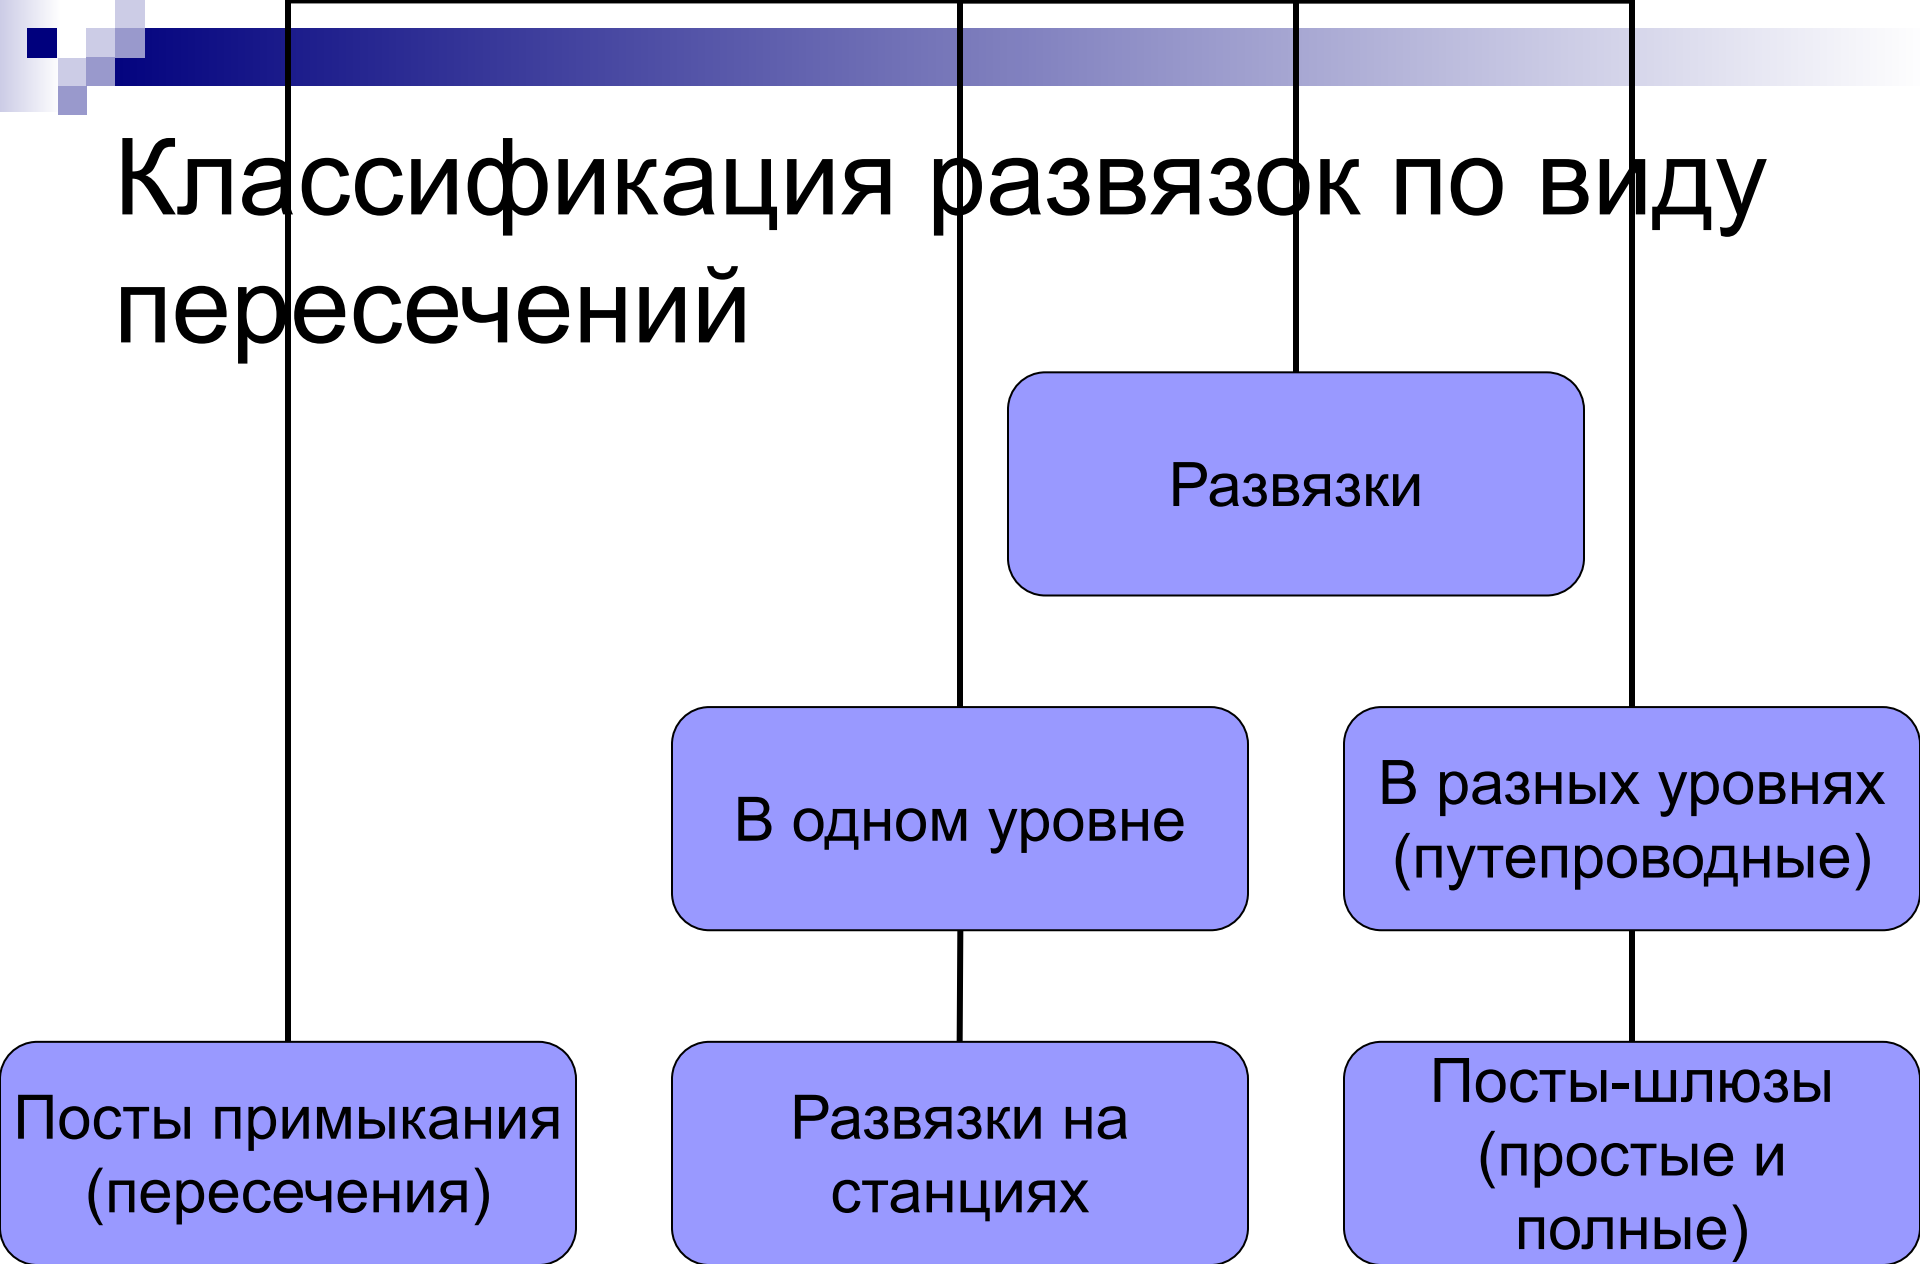 Классификация развязок по виду
пересечений
Развязки
В одном уровне
В разных уровнях
(путепроводные)
Посты примыкания
(пересечения)
Развязки на
станциях
Посты-шлюзы
(простые и
полные)